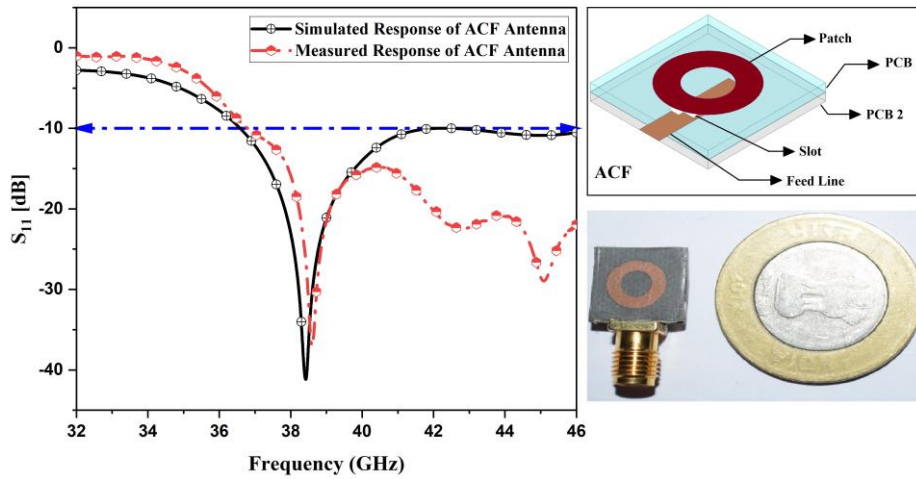 Simulated Response of ACF Antenna
Measured Response of ACF Antenna
0
-10
-20
-30
-40
S11 [dB]
32 34 36 38 40 42 44 46
Frequency (GHz)
Patch
PCB
PCB 2
Slot
Feed Line
ACF